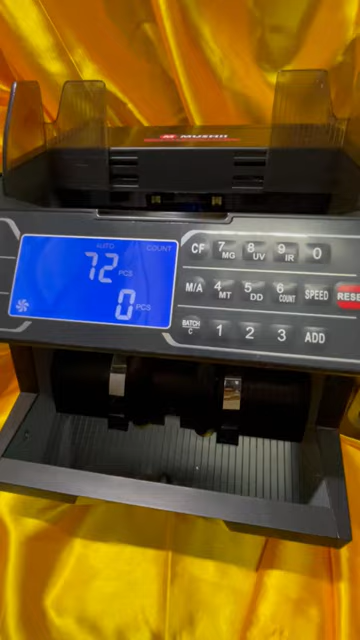 AUTO COUNT
72 PCS
0 PCS
CF 7 MG 8 UV 9 IR 0
M/A 4 MT 5 DD 6 COUNT SPEED RESE
BATCH C 1 2 3 ADD